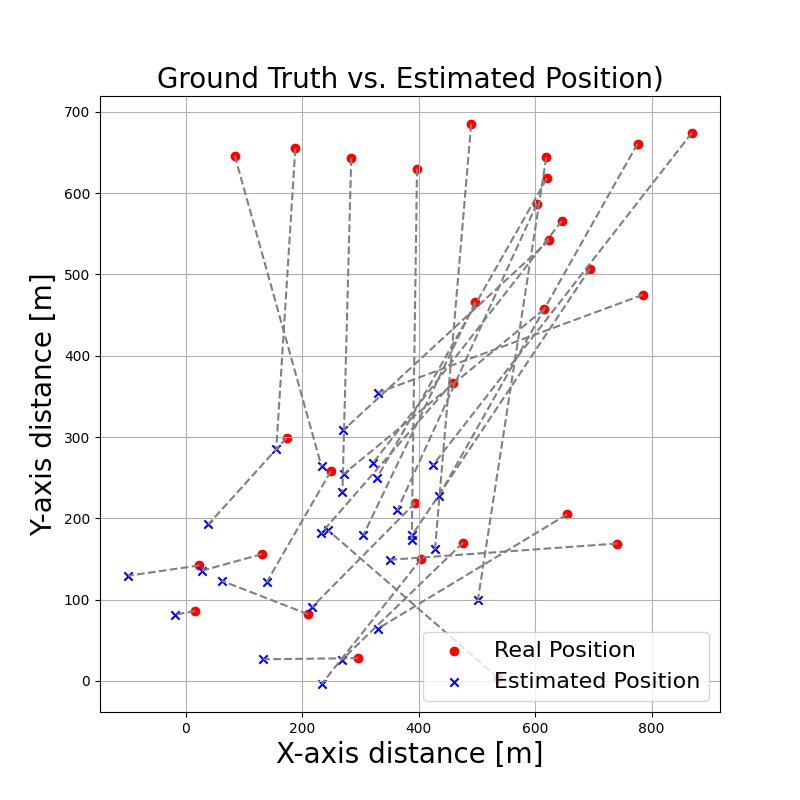 Ground Truth vs. Estimated Position)
700
600
500
400
300
200
100
0
Y-axis distance [m]
0 200 400 600 800
X-axis distance [m]
Real Position
Estimated Position